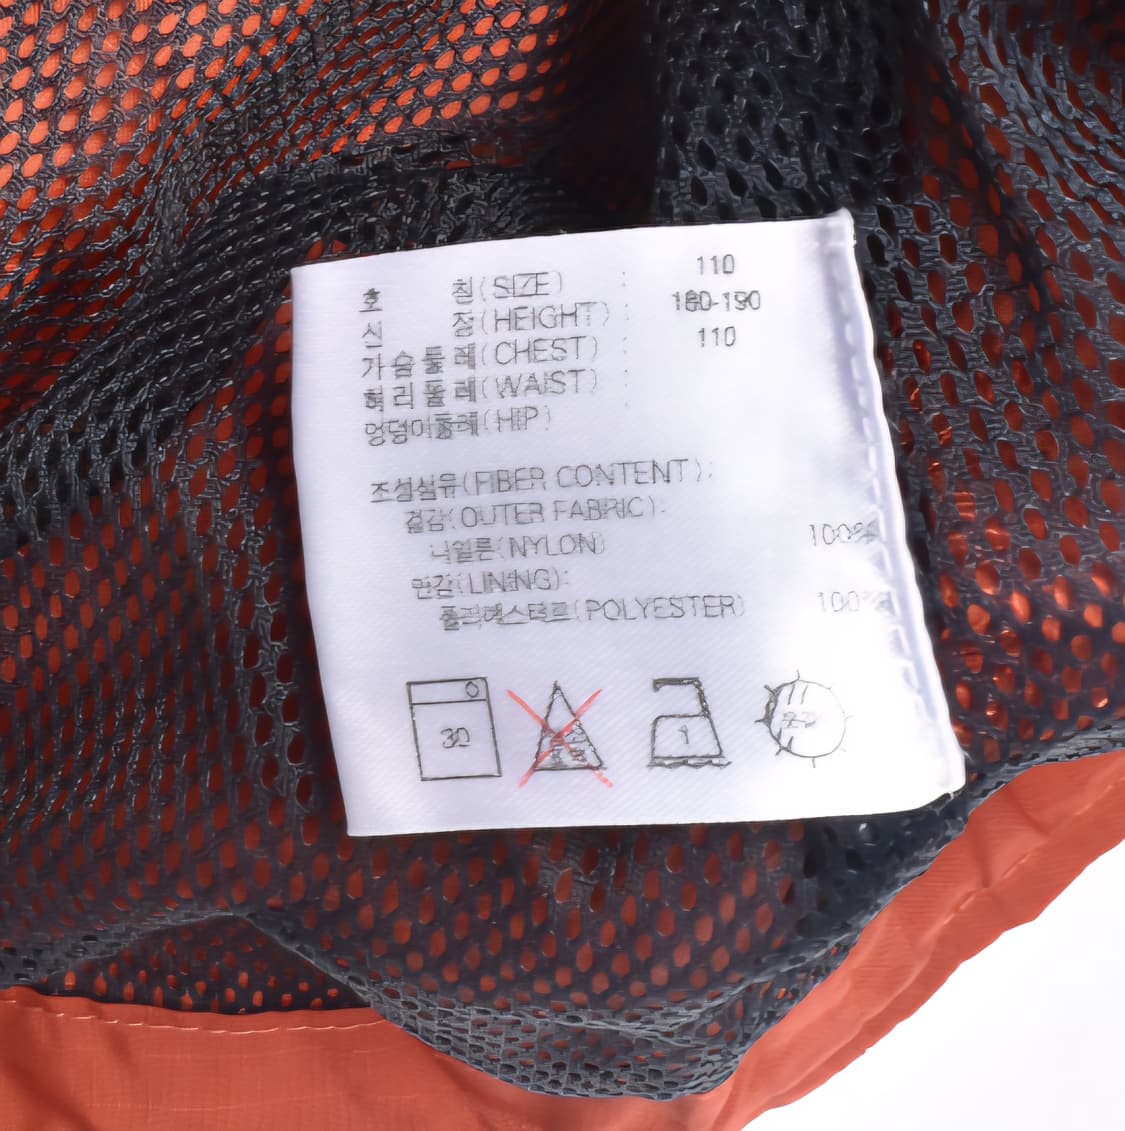 호 칭(SIZE) : 110
신 장(HEIGHT) : 180-190
가슴둘레(CHEST) : 110
허리둘레(WAIST) :
엉덩이둘레(HIP)
조성섬유(FIBER CONTENT):
겉감(OUTER FABRIC):
나일론(NYLON) 100%
안감(LINING):
폴리에스터르(POLYESTER) 100%
30
1